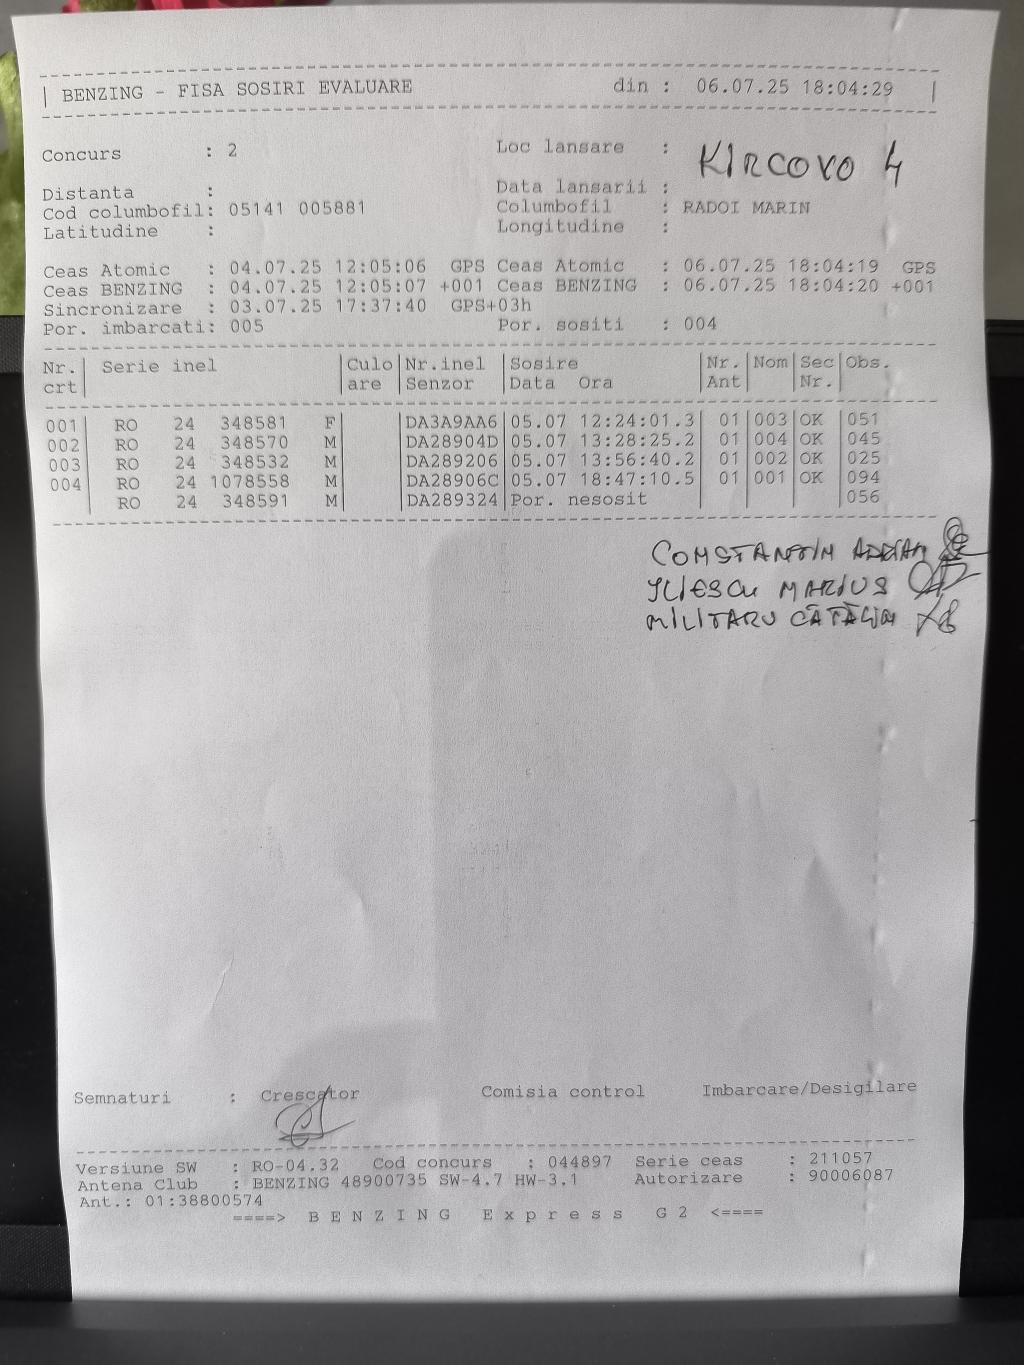 | BENZING - FISA SOSIRI EVALUARE din : 06.07.25 18:04:29 |
Concurs : 2 Loc lansare : KIRCOVO 4
Distanta : Data lansarii :
Cod columbofil: 05141 005881 Columbofil : RADOI MARIN
Latitudine : Longitudine :
Ceas Atomic : 04.07.25 12:05:06 GPS Ceas Atomic : 06.07.25 18:04:19 GPS
Ceas BENZING : 04.07.25 12:05:07 +001 Ceas BENZING : 06.07.25 18:04:20 +001
Sincronizare : 03.07.25 17:37:40 GPS+03h
Por. imbarcati: 005 Por. sositi : 004
Nr.| Serie inel |Culo|Nr.inel |Sosire |Nr.|Nom|Sec|Obs.
crt| |are |Senzor |Data Ora |Ant| |Nr.|
001| RO 24 348581 F| |DA3A9AA6|05.07 12:24:01.3| 01|003|OK |051
002| RO 24 348570 M| |DA28904D|05.07 13:28:25.2| 01|004|OK |045
003| RO 24 348532 M| |DA289206|05.07 13:56:40.2| 01|002|OK |025
004| RO 24 1078558 M| |DA28906C|05.07 18:47:10.5| 01|001|OK |094
RO 24 348591 M| |DA289324|Por. nesosit |056
CONSTANTIN ADRIAN
ILIESCU MARIUS
MILITARU CĂTĂLIN
Semnaturi : Crescator Comisia control Imbarcare/Desigilare
Versiune SW : RO-04.32 Cod concurs : 044897 Serie ceas : 211057
Antena Club : BENZING 48900735 SW-4.7 HW-3.1 Autorizare : 90006087
Ant.: 01:38800574
====> B E N Z I N G E x p r e s s G 2 <====